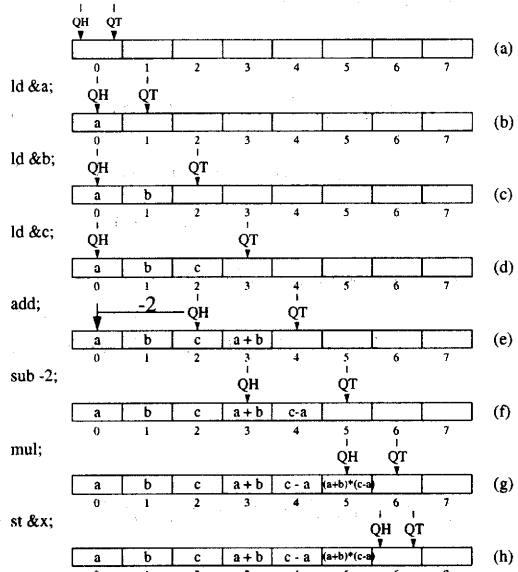 QH QT
(a)
0 1 2 3 4 5 6 7
ld &a;
QH QT
a (b)
0 1 2 3 4 5 6 7
ld &b;
QH QT
a b (c)
0 1 2 3 4 5 6 7
ld &c;
QH QT
a b c (d)
0 1 2 3 4 5 6 7
add;
-2 QH QT
a b c a + b (e)
0 1 2 3 4 5 6 7
sub -2;
QH QT
a b c a + b c-a (f)
0 1 2 3 4 5 6 7
mul;
QH QT
a b c a + b c - a (a+b)*(c-a) (g)
0 1 2 3 4 5 6 7
st &x;
QH QT
a b c a + b c - a (a+b)*(c-a) (h)